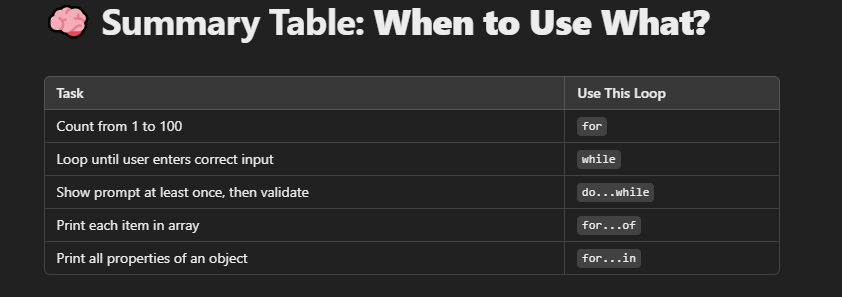 🧠 Summary Table: When to Use What?
Task Use This Loop
Count from 1 to 100 for
Loop until user enters correct input while
Show prompt at least once, then validate do...while
Print each item in array for...of
Print all properties of an object for...in